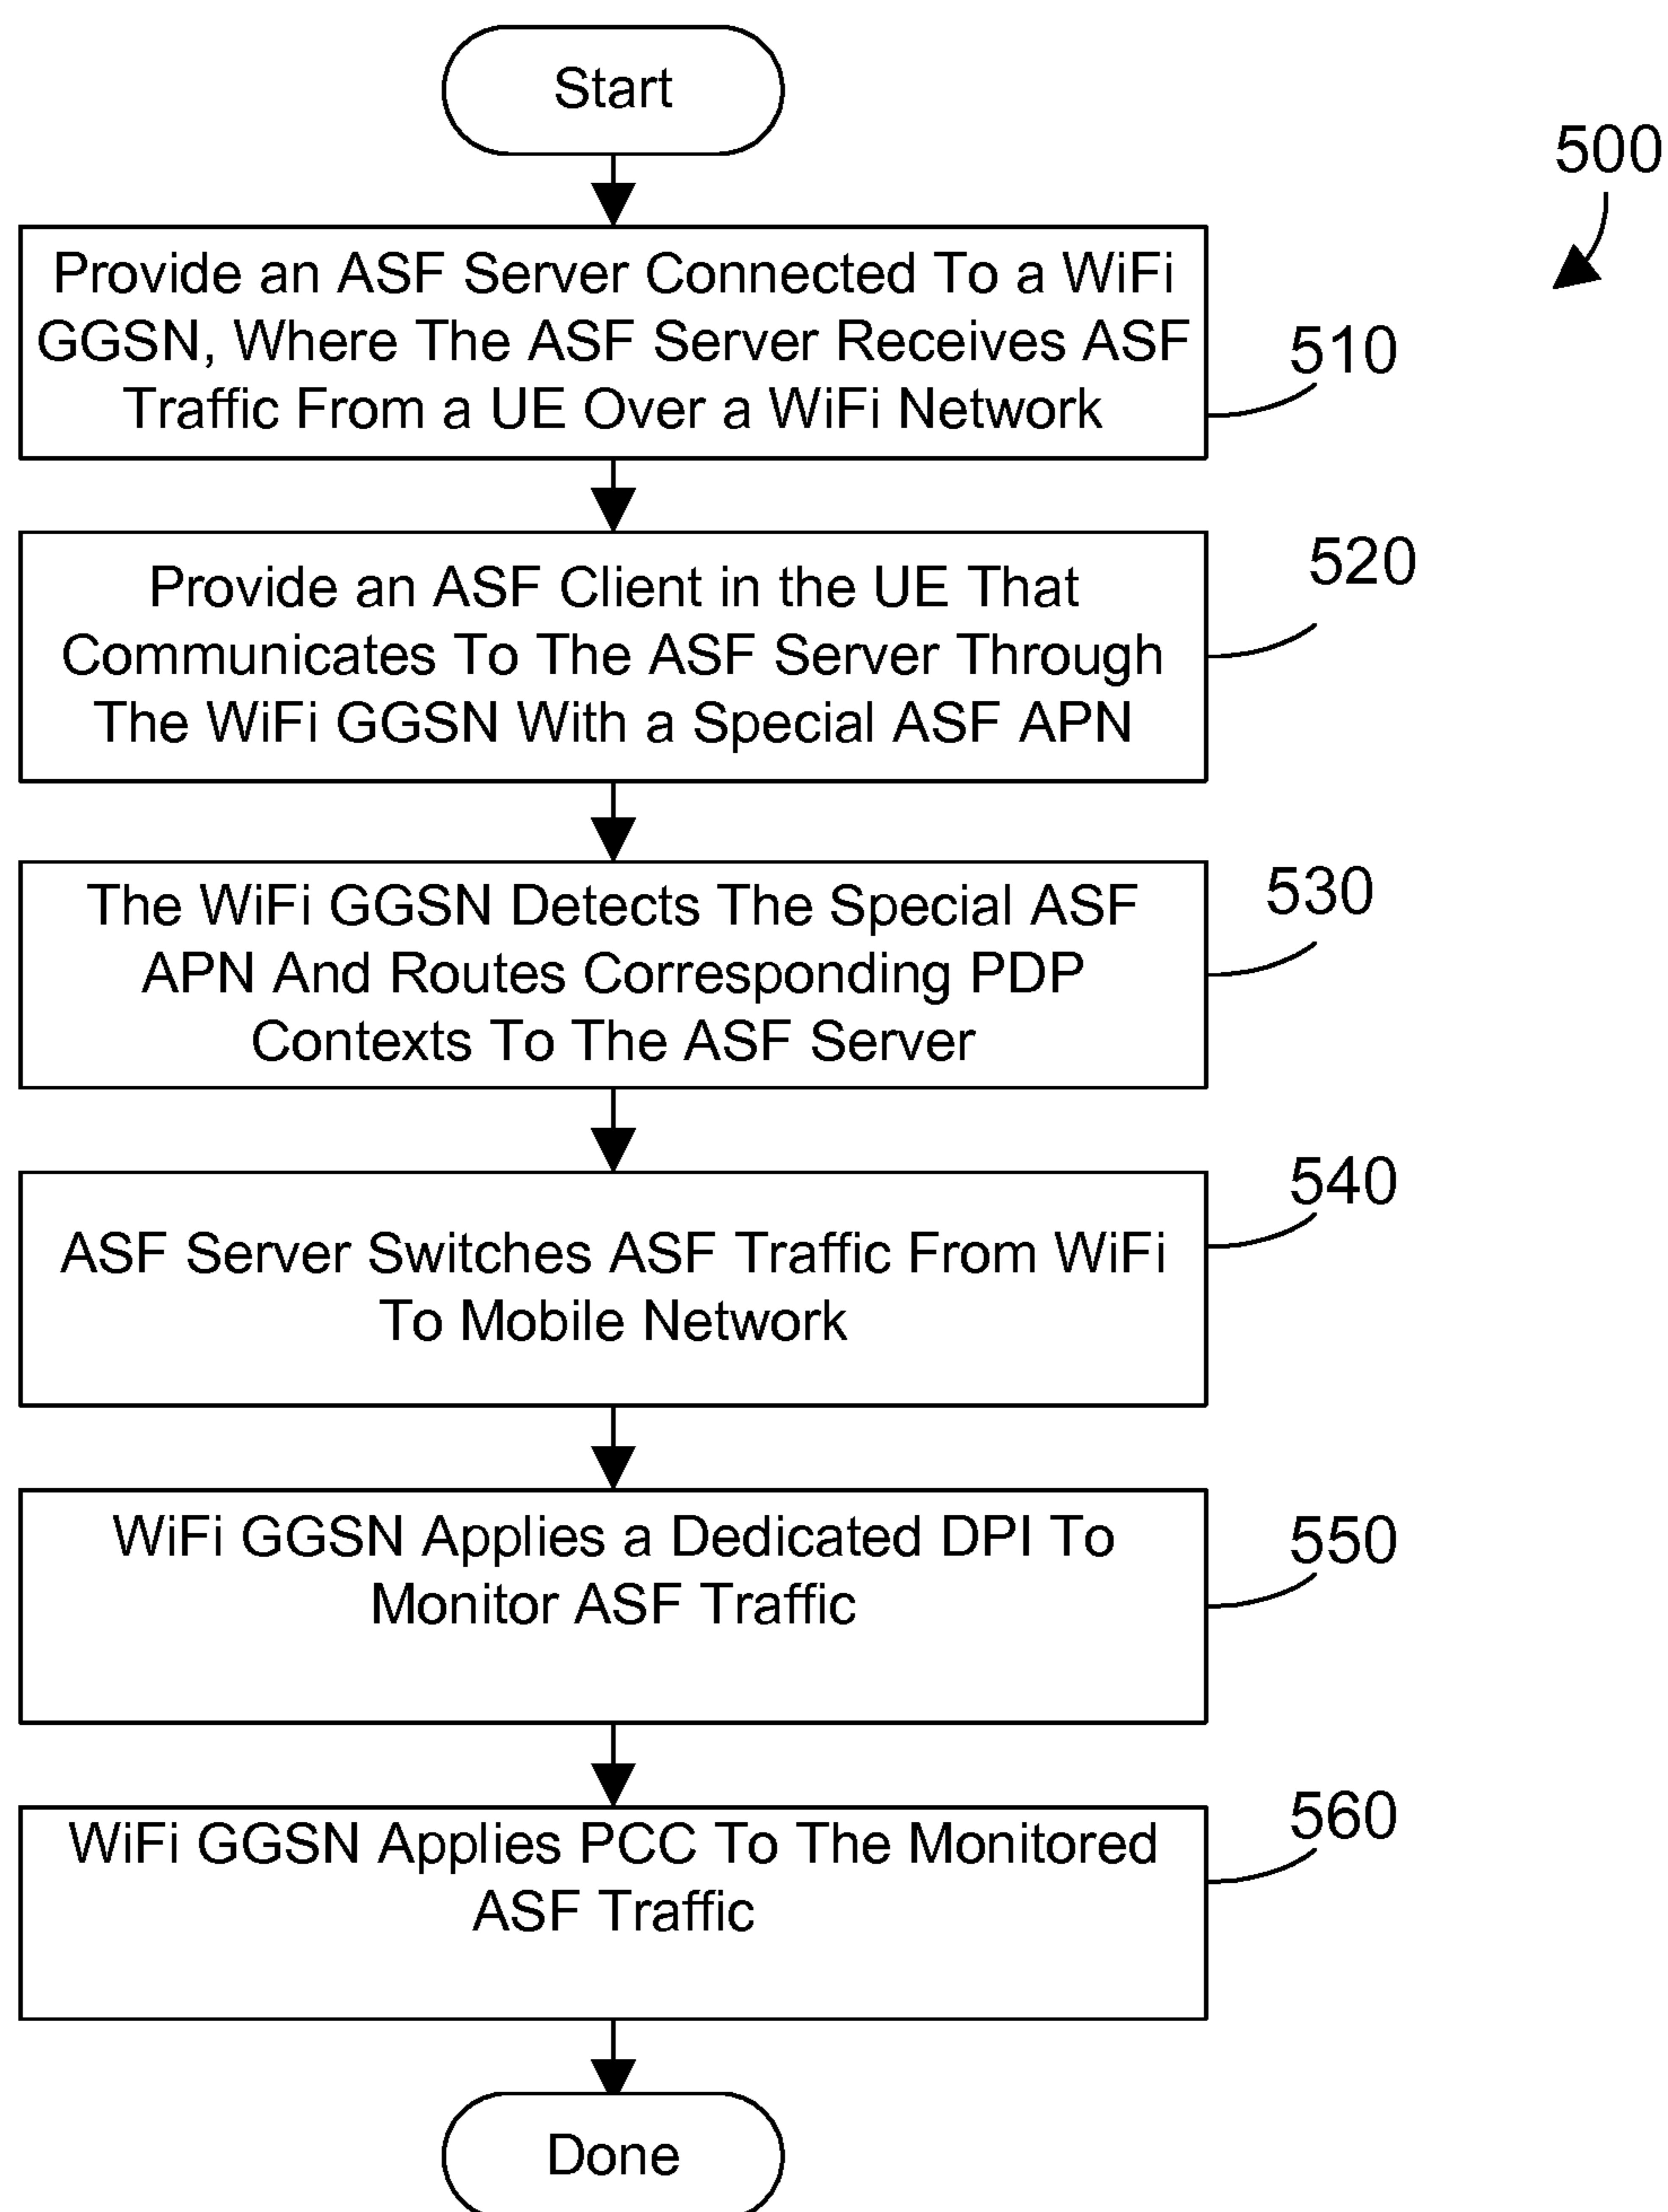 Start
500
Provide an ASF Server Connected To a WiFi
GGSN, Where The ASF Server Receives ASF
Traffic From a UE Over a WiFi Network
510
Provide an ASF Client in the UE That
Communicates To The ASF Server Through
The WiFi GGSN With a Special ASF APN
520
The WiFi GGSN Detects The Special ASF
APN And Routes Corresponding PDP
Contexts To The ASF Server
530
ASF Server Switches ASF Traffic From WiFi
To Mobile Network
540
WiFi GGSN Applies a Dedicated DPI To
Monitor ASF Traffic
550
WiFi GGSN Applies PCC To The Monitored
ASF Traffic
560
Done